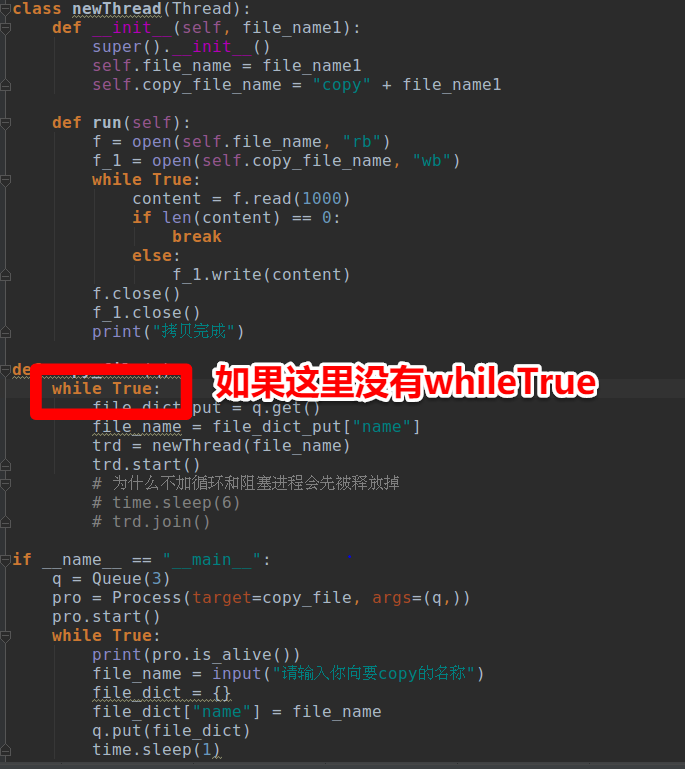 class newThread(Thread):
def __init__(self, file_name1):
super().__init__()
self.file_name = file_name1
self.copy_file_name = "copy" + file_name1
def run(self):
f = open(self.file_name, "rb")
f_1 = open(self.copy_file_name, "wb")
while True:
content = f.read(1000)
if len(content) == 0:
break
else:
f_1.write(content)
f.close()
f_1.close()
print("拷贝完成")
while True:
如果这里没有whileTrue
file_dict_put = q.get()
file_name = file_dict_put["name"]
trd = newThread(file_name)
trd.start()
# 为什么不加循环和阻塞进程会先被释放掉
# time.sleep(6)
# trd.join()
if __name__ == "__main__":
q = Queue(3)
pro = Process(target=copy_file, args=(q,))
pro.start()
while True:
print(pro.is_alive())
file_name = input("请输入你向要copy的名称")
file_dict = {}
file_dict["name"] = file_name
q.put(file_dict)
time.sleep(1)